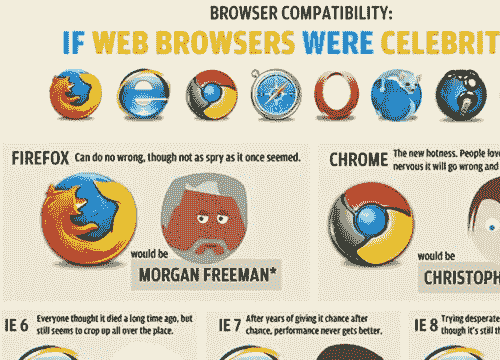 BROWSER COMPATIBILITY:
IF WEB BROWSERS WERE CELEBRIT
FIREFOX Can do no wrong, though not as spry as it once seemed.
would be
MORGAN FREEMAN*
CHROME The new hotness. People lov
nervous it will go wrong and
would be
CHRISTOPH
IE 6 Everyone thought it died a long time ago, but
still seems to crop up all over the place.
IE 7 After years of giving it chance after
chance, performance never gets better.
IE 8 Trying desperate
though it's still t